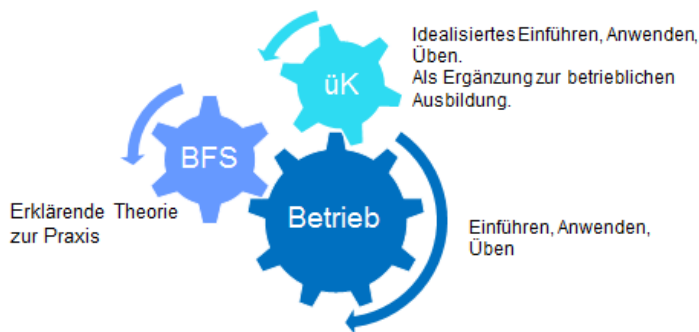 Idealisiertes Einführen, Anwenden,
Üben.
Als Ergänzung zur betrieblichen
Ausbildung.
üK
BFS
Erklärende Theorie
zur Praxis
Betrieb
Einführen, Anwenden,
Üben